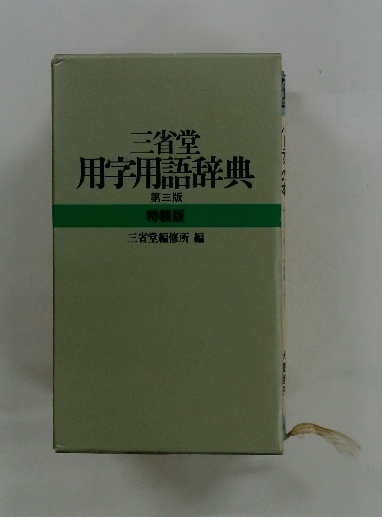 三省堂
用字用語辞典
第三版
特装版
三省堂編修所 編